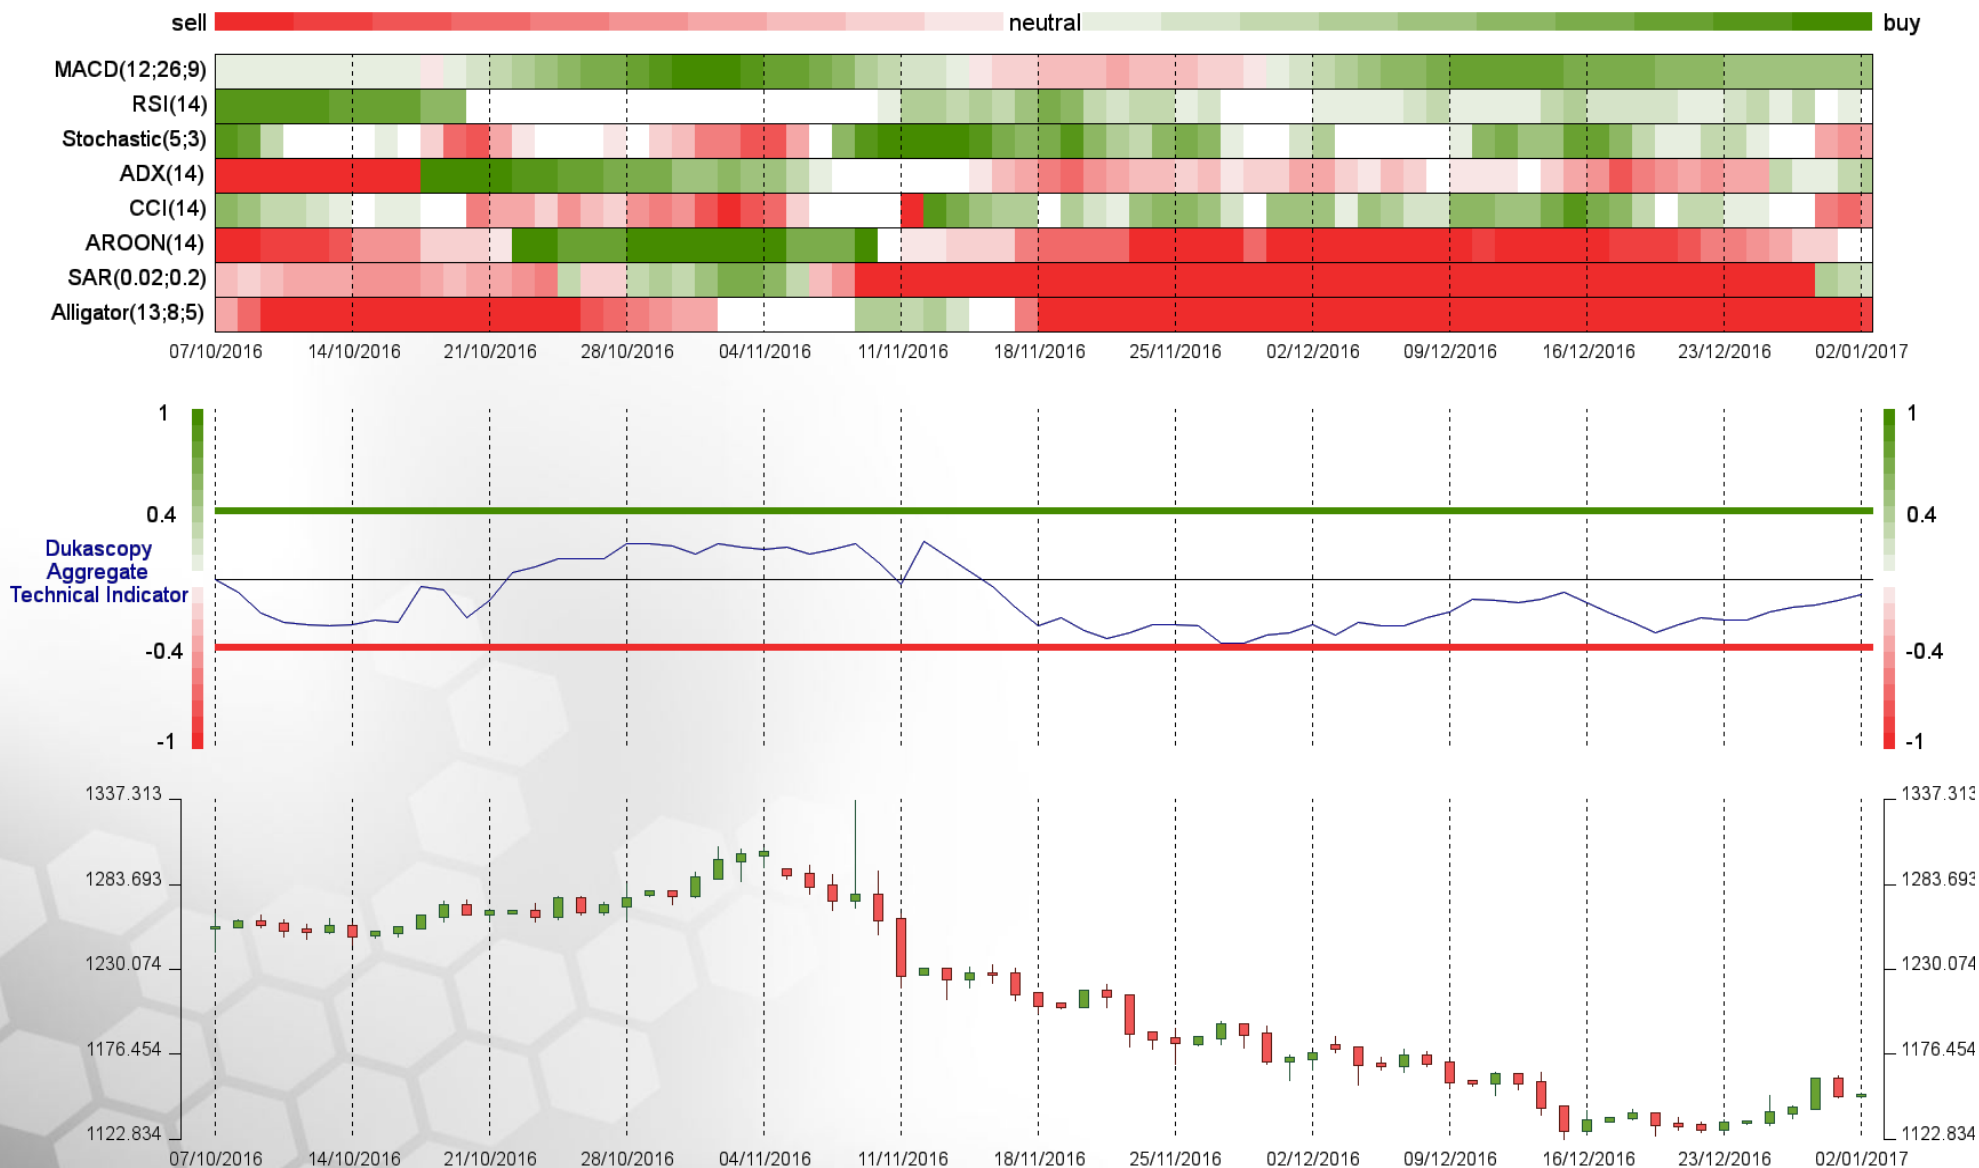 sell neutral buy
MACD(12;26;9)
RSI(14)
Stochastic(5;3)
ADX(14)
CCI(14)
AROON(14)
SAR(0.02;0.2)
Alligator(13;8;5)
07/10/2016 14/10/2016 21/10/2016 28/10/2016 04/11/2016 11/11/2016 18/11/2016 25/11/2016 02/12/2016 09/12/2016 16/12/2016 23/12/2016 02/01/2017
1 1
0.4 0.4
Dukascopy
Aggregate
Technical Indicator
-0.4 -0.4
-1 -1
1337.313 1337.313
1283.693 1283.693
1230.074 1230.074
1176.454 1176.454
1122.834 1122.834
07/10/2016 14/10/2016 21/10/2016 28/10/2016 04/11/2016 11/11/2016 18/11/2016 25/11/2016 02/12/2016 09/12/2016 16/12/2016 23/12/2016 02/01/2017